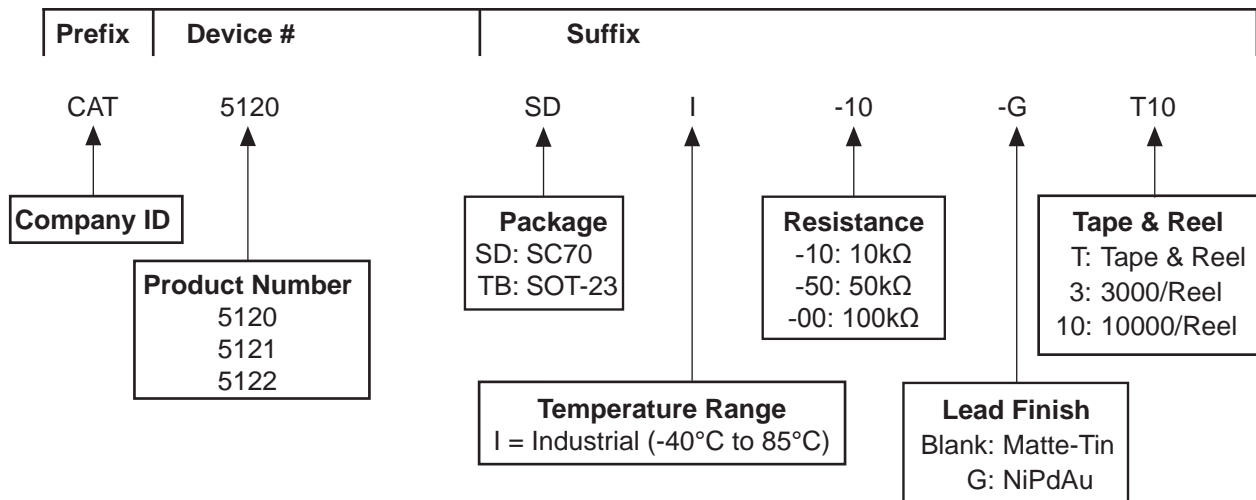 Prefix Device # Suffix
CAT 5120 SD I -10 -G T10
Company ID
Product Number
5120
5121
5122
Package
SD: SC70
TB: SOT-23
Resistance
-10: 10kΩ
-50: 50kΩ
-00: 100kΩ
Tape & Reel
T: Tape & Reel
3: 3000/Reel
10: 10000/Reel
Temperature Range
I = Industrial (-40°C to 85°C)
Lead Finish
Blank: Matte-Tin
G: NiPdAu